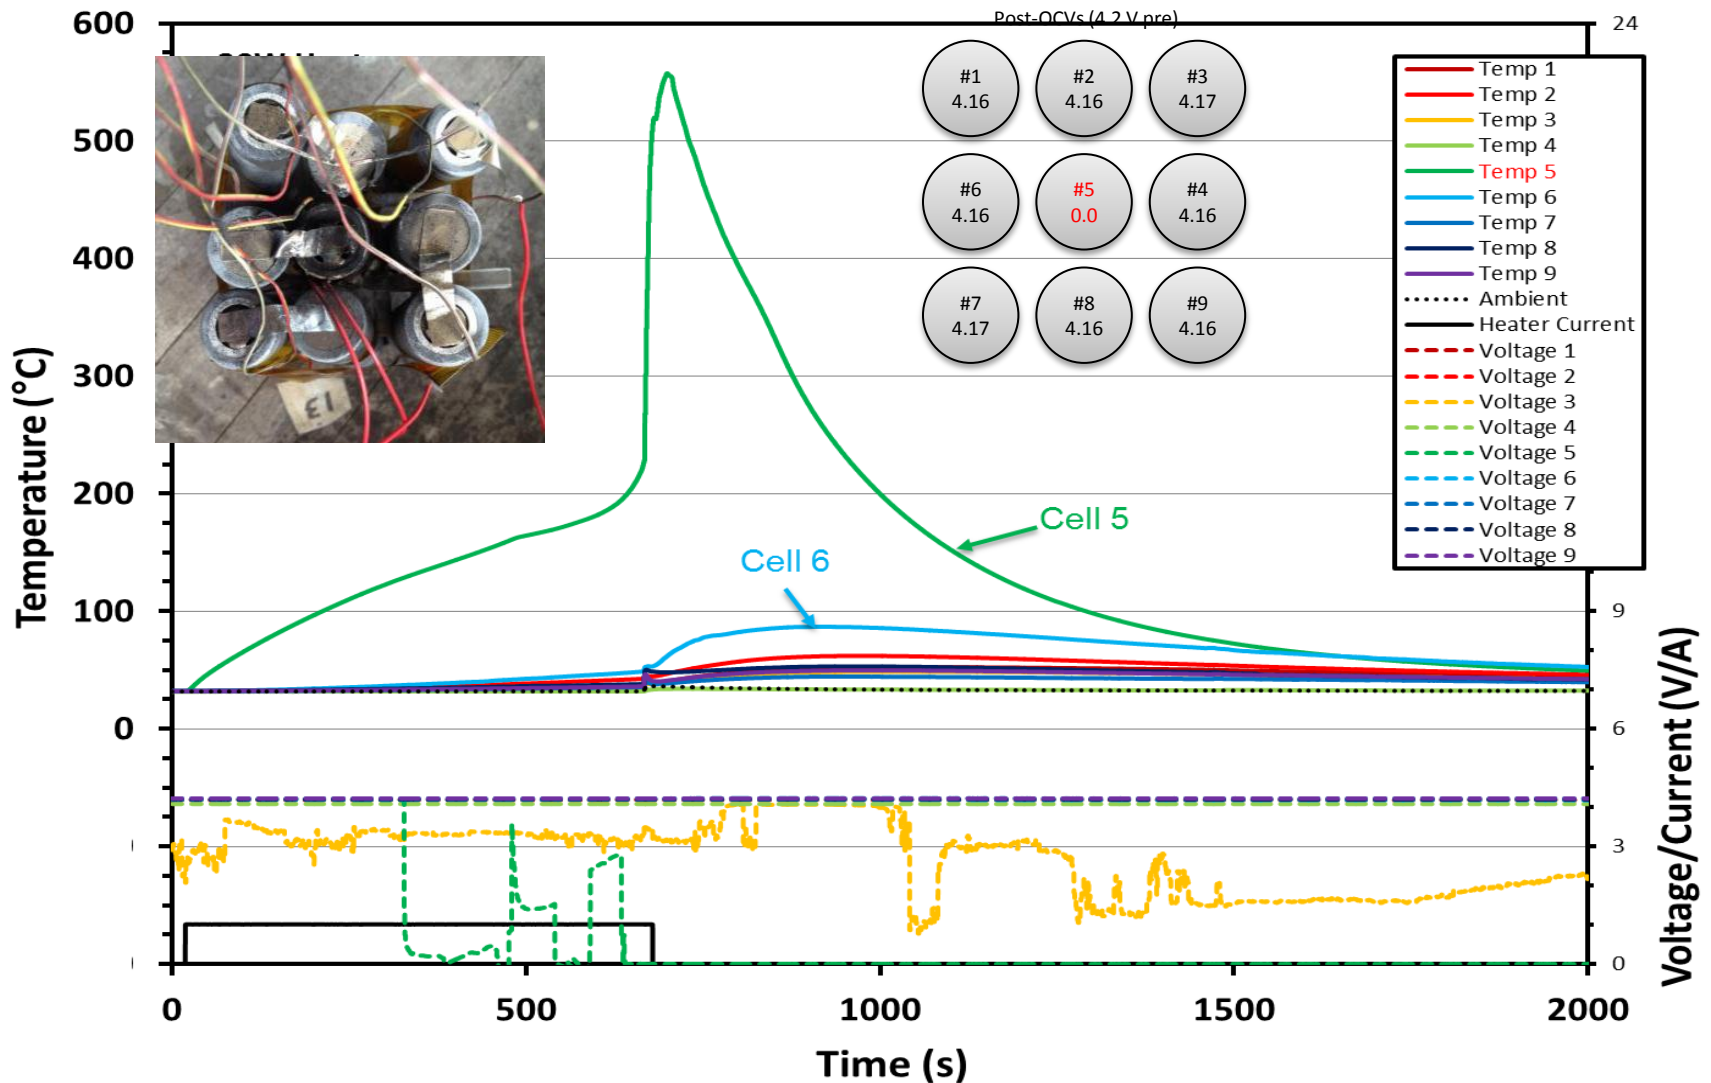 Post-OCVs (4.2 V pre)
600
500
400
300
200
100
0
Temperature (°C)
24
9
6
3
0
Voltage/Current (V/A)
0
500
1000
1500
2000
Time (s)
#1
4.16
#2
4.16
#3
4.17
#6
4.16
#5
0.0
#4
4.16
#7
4.17
#8
4.16
#9
4.16
Cell 5
Cell 6
13
Temp 1
Temp 2
Temp 3
Temp 4
Temp 5
Temp 6
Temp 7
Temp 8
Temp 9
Ambient
Heater Current
Voltage 1
Voltage 2
Voltage 3
Voltage 4
Voltage 5
Voltage 6
Voltage 7
Voltage 8
Voltage 9